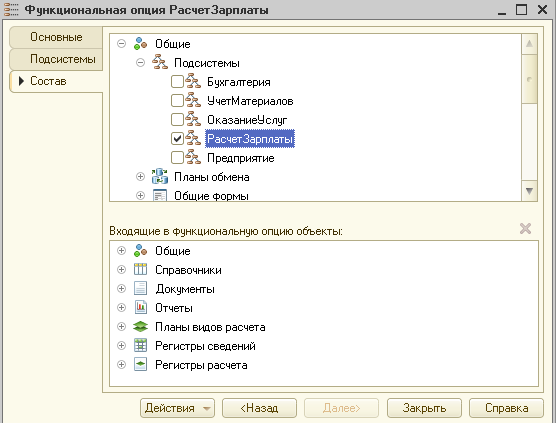 Функциональная опция РасчетЗарплаты
Основные
Подсистемы
Состав
Общие
Подсистемы
Бухгалтерия
УчетМатериалов
ОказаниеУслуг
РасчетЗарплаты
Предприятие
Планы обмена
Общие формы
Входящие в функциональную опцию объекты:
Общие
Справочники
Документы
Отчеты
Планы видов расчета
Регистры сведений
Регистры расчета
Действия
<Назад
Далее>
Закрыть
Справка